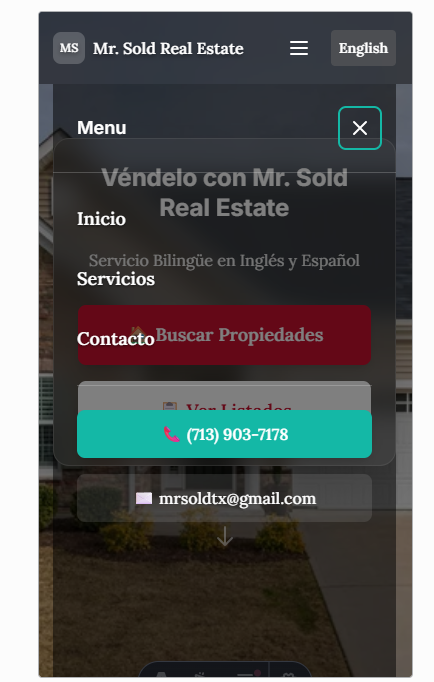 MS Mr. Sold Real Estate English
Menu
Véndelo con Mr. Sold
Real Estate
Inicio
Servicio Bilingüe en Inglés y Español
Servicios
Buscar Propiedades
Contacto
Ver Listados
(713) 903-7178
mrsoldtx@gmail.com